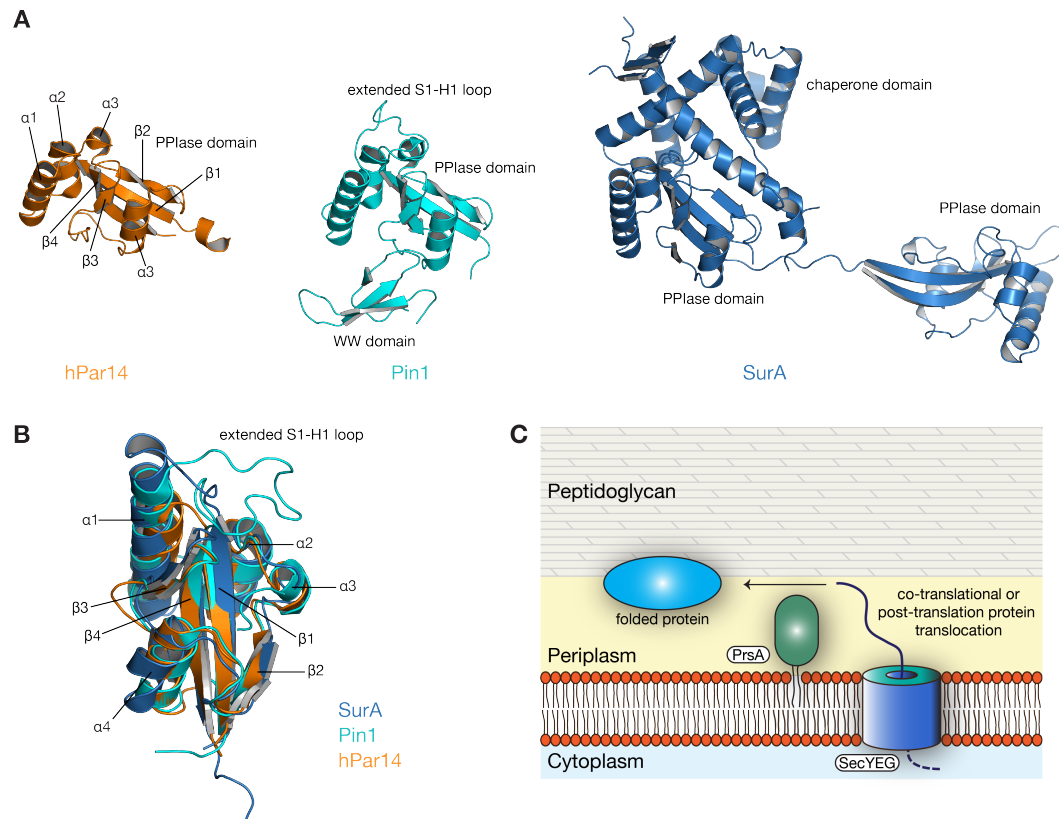 A
extended S1-H1 loop
α2
α3
α1
β2
PPIase domain
β1
β4
β3
α3
PPIase domain
WW domain
chaperone domain
PPIase domain
PPIase domain
hPar14
Pin1
SurA
B
extended S1-H1 loop
α1
α2
α3
β3
β4
β1
β2
α4
SurA
Pin1
hPar14
C
Peptidoglycan
folded protein
co-translational or
post-translation protein
translocation
PrsA
Periplasm
SecYEG
Cytoplasm